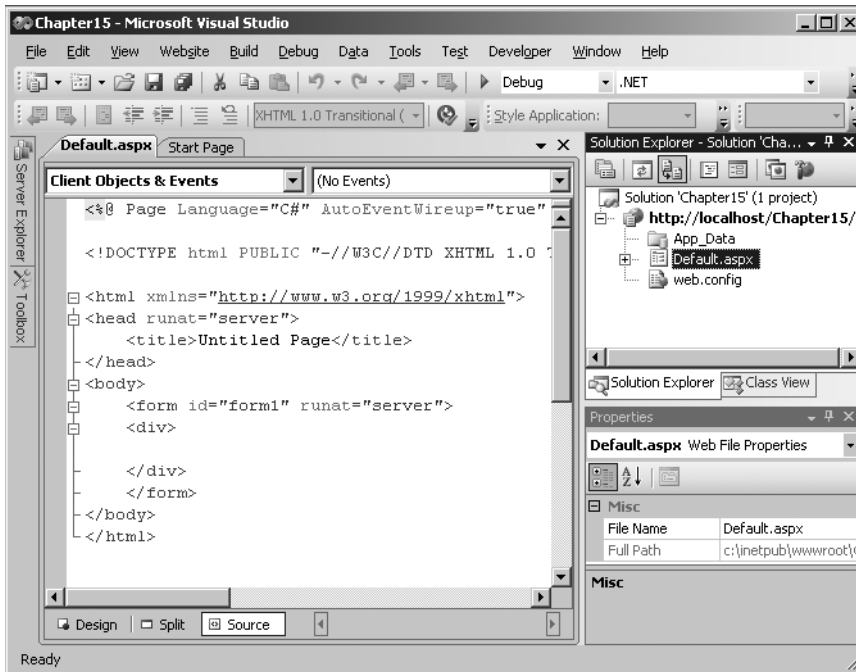 Chapter15 - Microsoft Visual Studio
File Edit View Website Build Debug Data Tools Test Developer Window Help
Debug .NET
XHTML 1.0 Transitional ( Style Application:
Server Explorer
Toolbox
Default.aspx Start Page
Client Objects & Events (No Events)
<%@ Page Language="C#" AutoEventWireup="true"
<!DOCTYPE html PUBLIC "-//W3C//DTD XHTML 1.0
<html xmlns="http://www.w3.org/1999/xhtml">
<head runat="server">
<title>Untitled Page</title>
</head>
<body>
<form id="form1" runat="server">
<div>
</div>
</form>
</body>
</html>
Design Split Source
Solution Explorer - Solution 'Cha...
Solution 'Chapter15' (1 project)
http://localhost/Chapter15/
App_Data
Default.aspx
web.config
Solution Explorer Class View
Properties
Default.aspx Web File Properties
Misc
File Name Default.aspx
Full Path c:\inetpub\wwwroot\
Misc
Ready